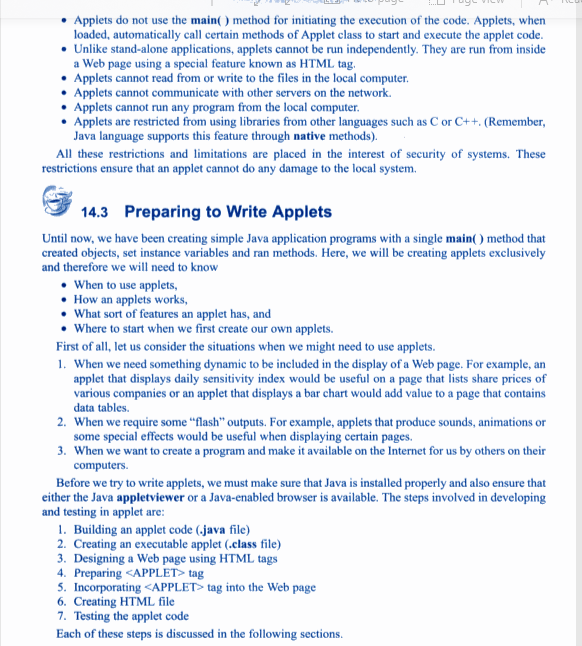 Page view
• Applets do not use the main( ) method for initiating the execution of the code. Applets, when
loaded, automatically call certain methods of Applet class to start and execute the applet code.
• Unlike stand-alone applications, applets cannot be run independently. They are run from inside
a Web page using a special feature known as HTML tag.
• Applets cannot read from or write to the files in the local computer.
• Applets cannot communicate with other servers on the network.
• Applets cannot run any program from the local computer.
• Applets are restricted from using libraries from other languages such as C or C++. (Remember,
Java language supports this feature through native methods).
All these restrictions and limitations are placed in the interest of security of systems. These
restrictions ensure that an applet cannot do any damage to the local system.
14.3 Preparing to Write Applets
Until now, we have been creating simple Java application programs with a single main( ) method that
created objects, set instance variables and ran methods. Here, we will be creating applets exclusively
and therefore we will need to know
• When to use applets,
• How an applets works,
• What sort of features an applet has, and
• Where to start when we first create our own applets.
First of all, let us consider the situations when we might need to use applets.
1. When we need something dynamic to be included in the display of a Web page. For example, an
applet that displays daily sensitivity index would be useful on a page that lists share prices of
various companies or an applet that displays a bar chart would add value to a page that contains
data tables.
2. When we require some “flash” outputs. For example, applets that produce sounds, animations or
some special effects would be useful when displaying certain pages.
3. When we want to create a program and make it available on the Internet for us by others on their
computers.
Before we try to write applets, we must make sure that Java is installed properly and also ensure that
either the Java appletviewer or a Java-enabled browser is available. The steps involved in developing
and testing in applet are:
1. Building an applet code (.java file)
2. Creating an executable applet (.class file)
3. Designing a Web page using HTML tags
4. Preparing <APPLET> tag
5. Incorporating <APPLET> tag into the Web page
6. Creating HTML file
7. Testing the applet code
Each of these steps is discussed in the following sections.